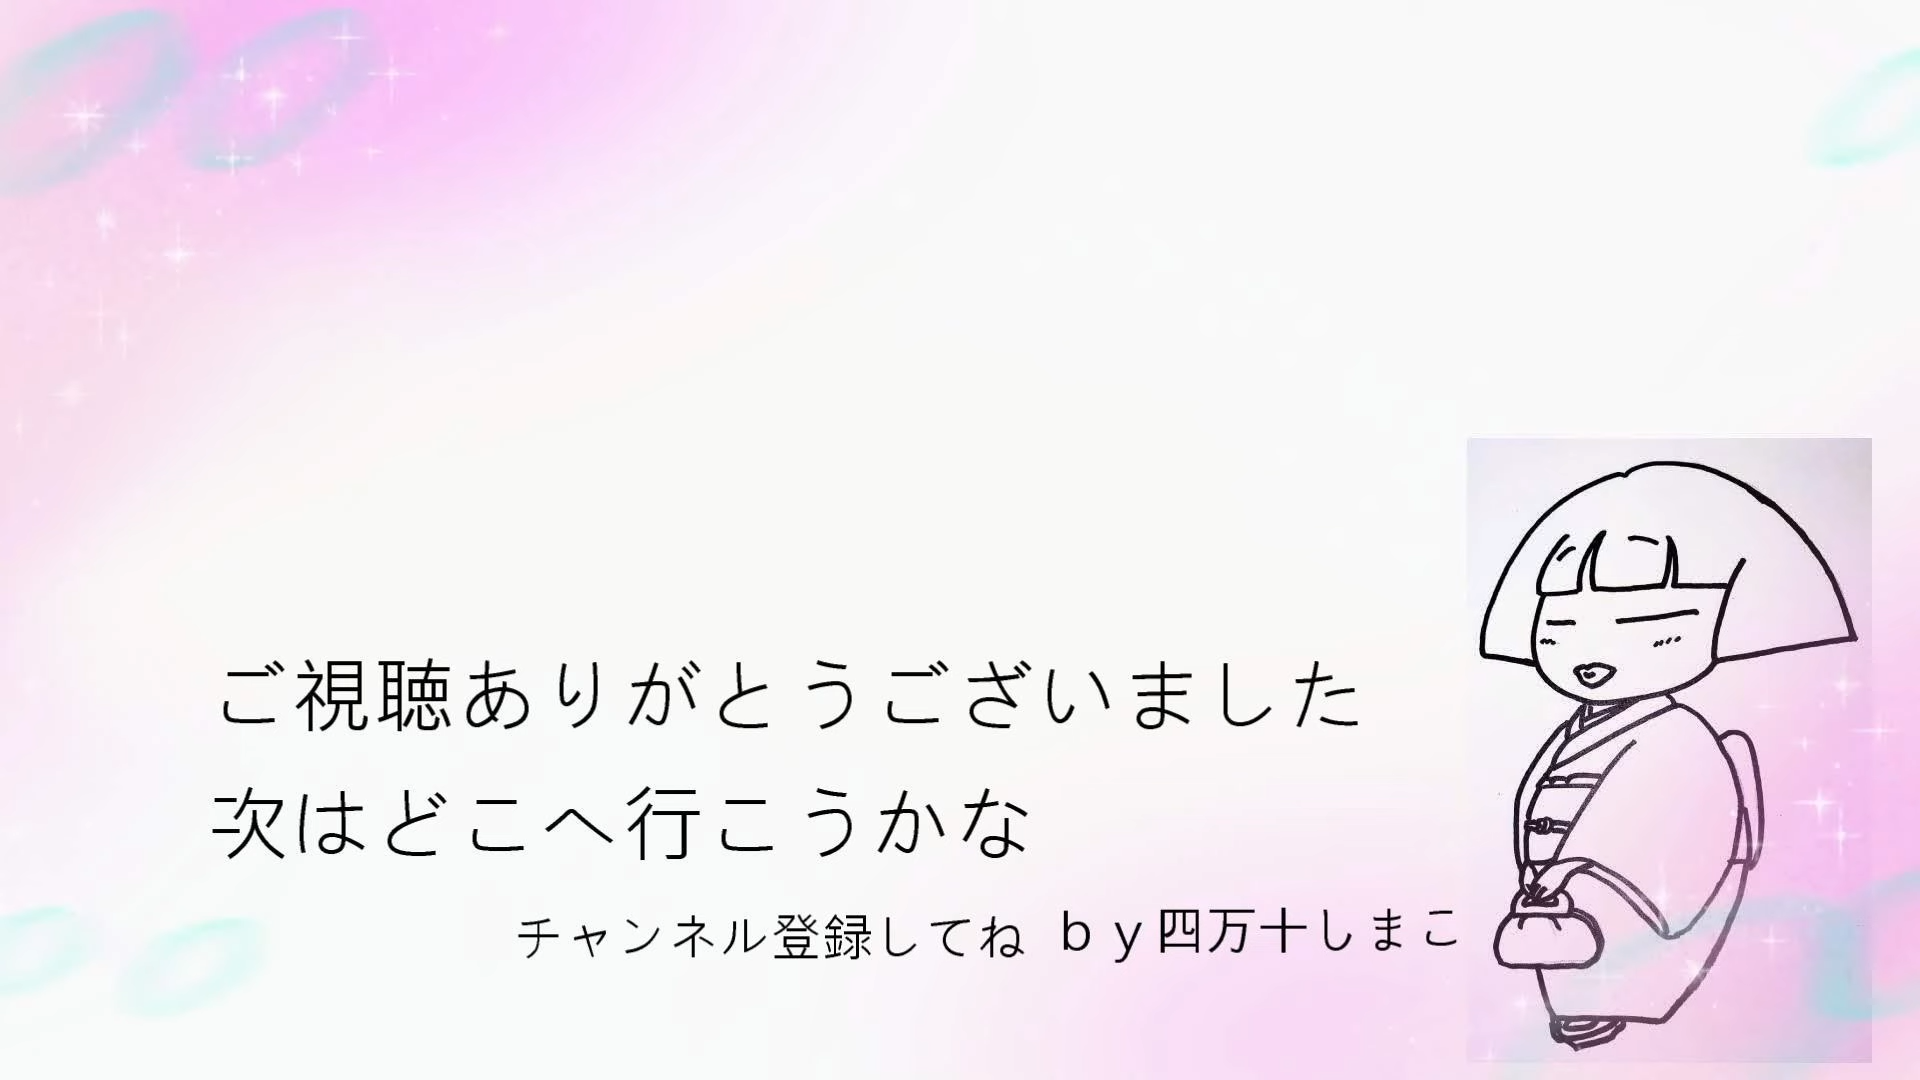 ご視聴ありがとうございました
次はどこへ行こうかな
チャンネル登録してね ｂｙ四万十しまこ